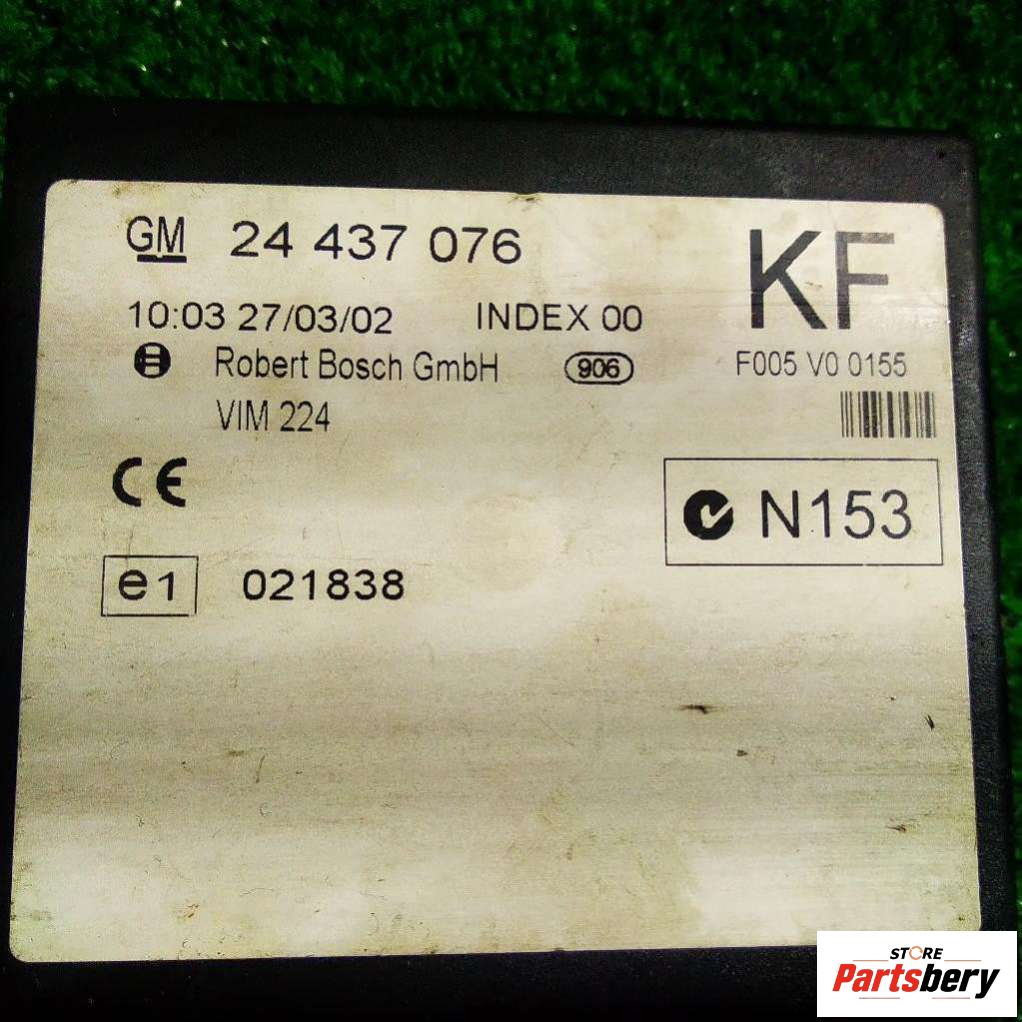 GM 24 437 076 KF
10:03 27/03/02 INDEX 00
Robert Bosch GmbH 906 F005 V0 0155
VIM 224
CE
N153
e1 021838
STORE
Partsbery